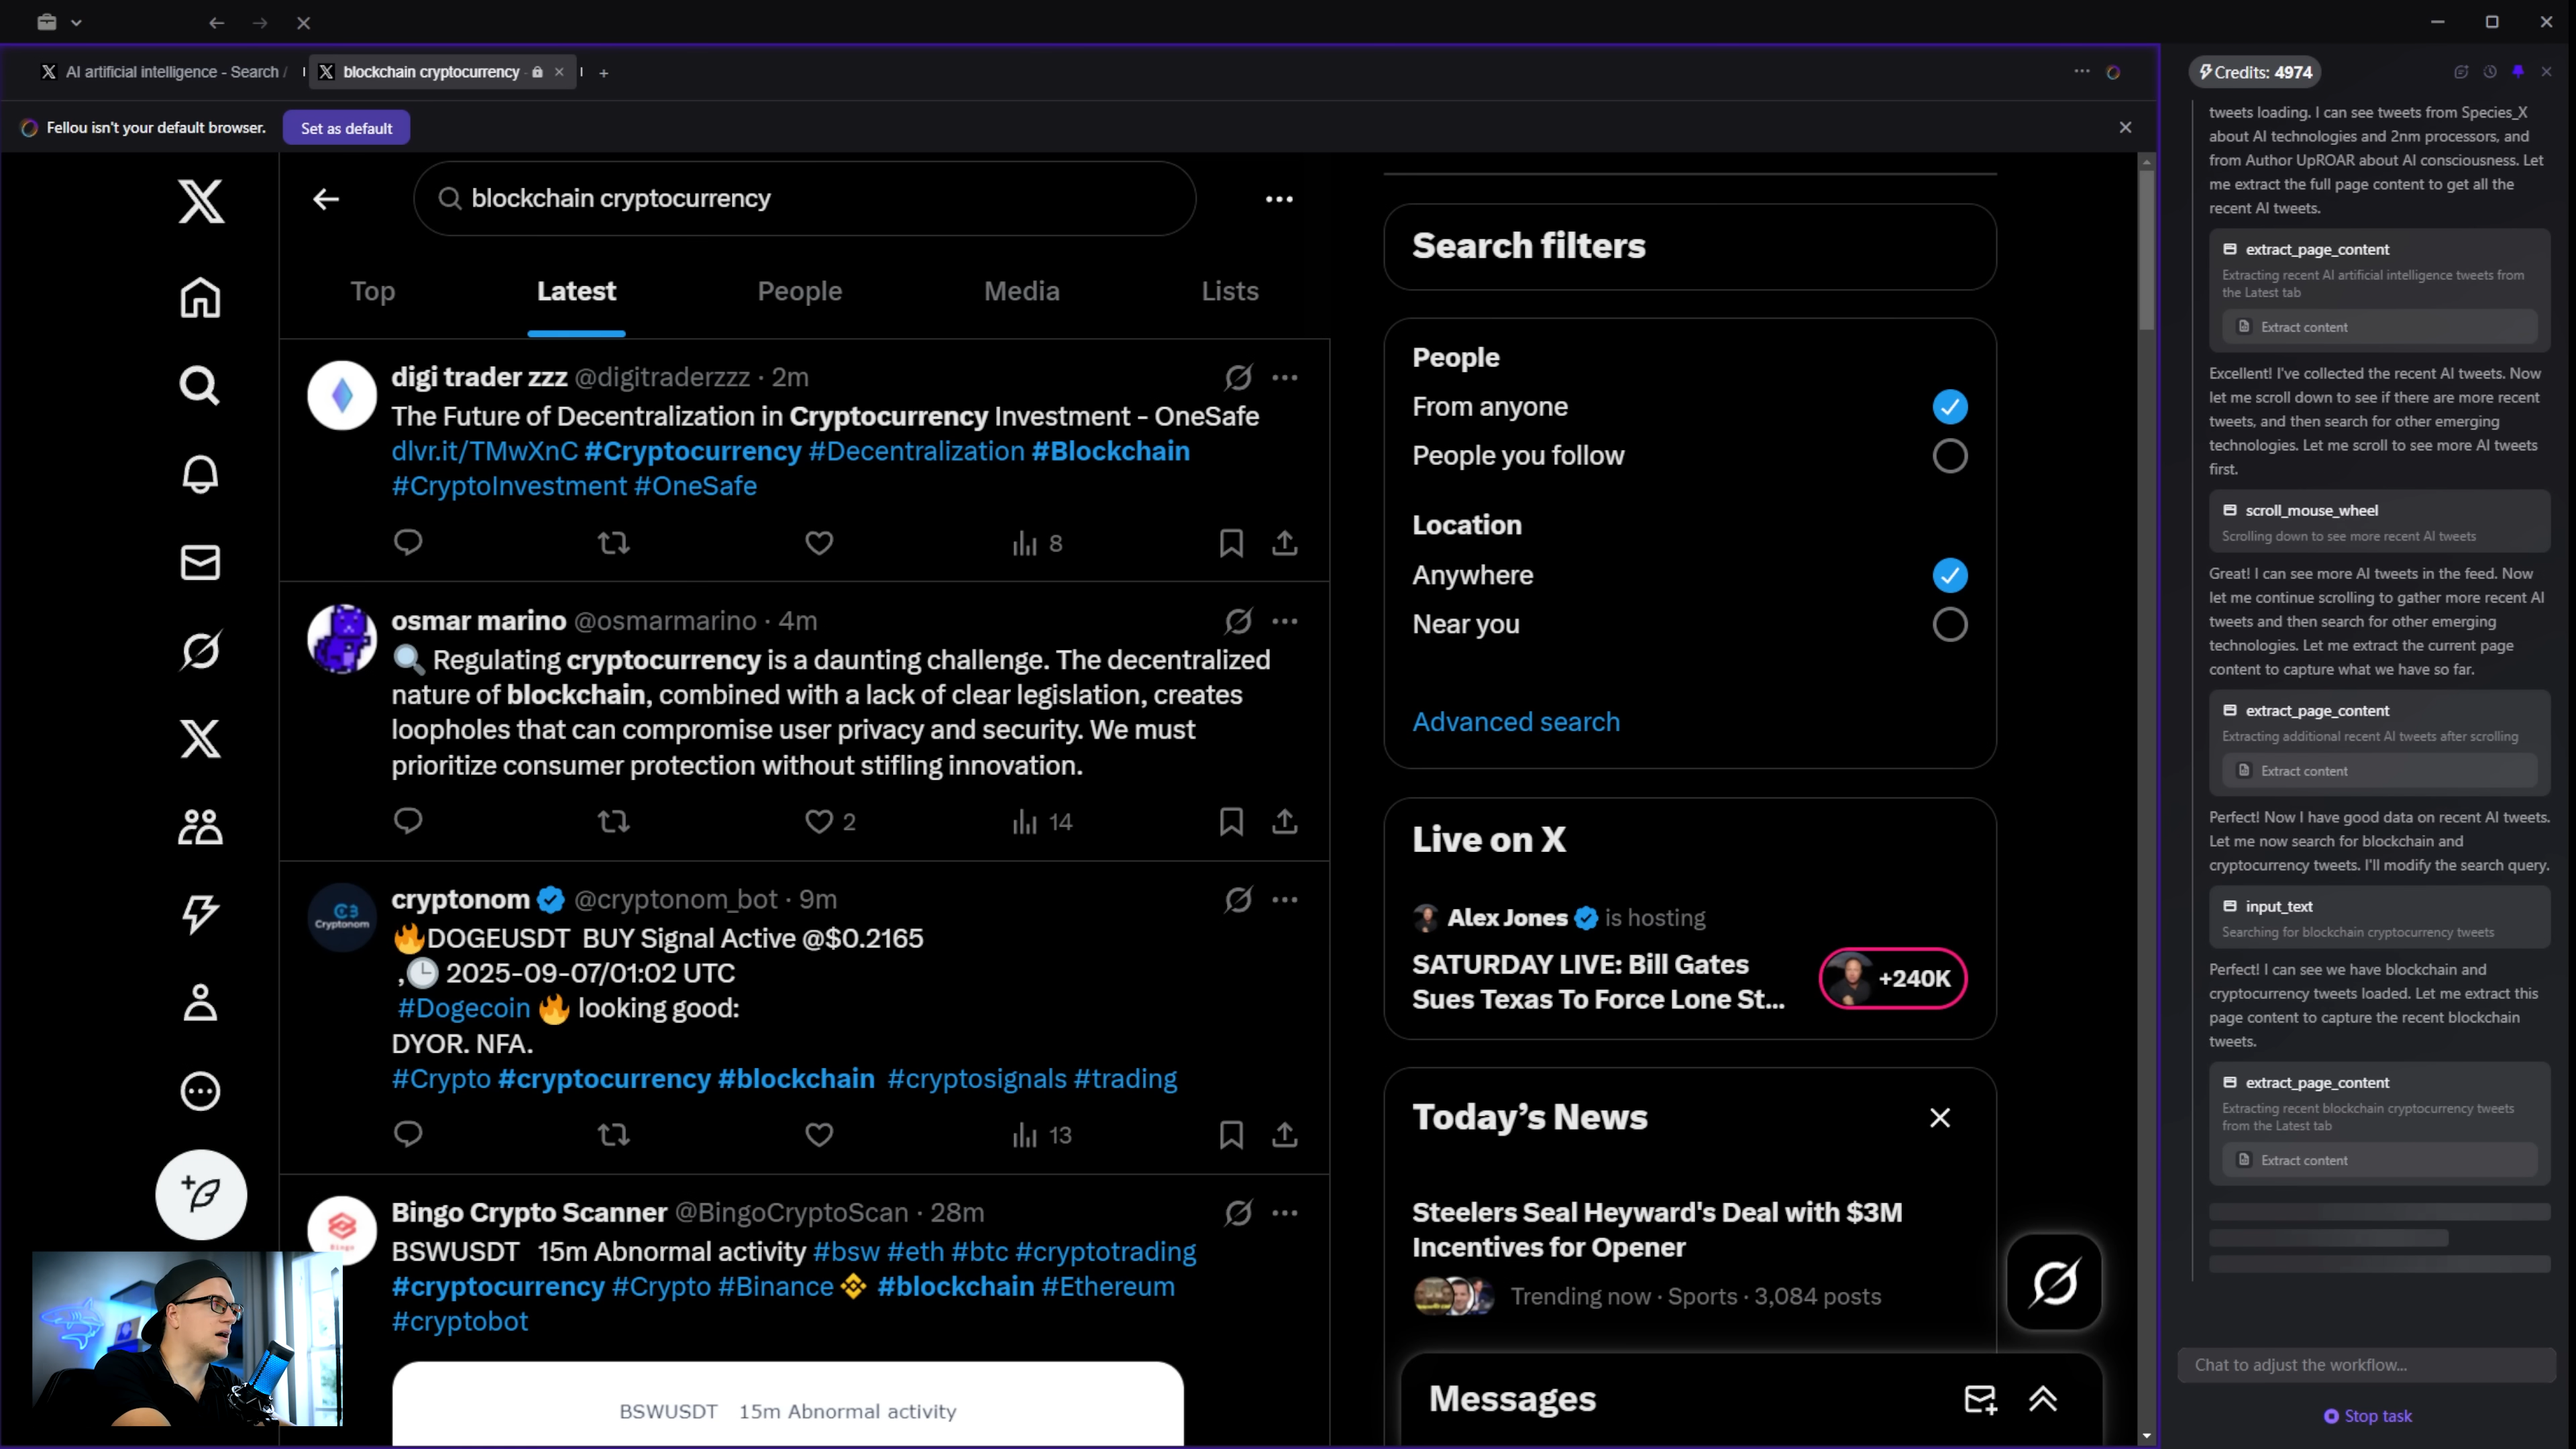 AI artificial intelligence - Search /
blockchain cryptocurrency
Fellou isn't your default browser.
Set as default
blockchain cryptocurrency
Top
Latest
People
Media
Lists
digi trader zzz @digitraderzzz · 2m
The Future of Decentralization in Cryptocurrency Investment - OneSafe
dlvr.it/TMwXnC #Cryptocurrency #Decentralization #Blockchain
#CryptoInvestment #OneSafe
8
osmar marino @osmarmarino · 4m
🔍 Regulating cryptocurrency is a daunting challenge. The decentralized
nature of blockchain, combined with a lack of clear legislation, creates
loopholes that can compromise user privacy and security. We must
prioritize consumer protection without stifling innovation.
2
14
Cryptonom
cryptonom @cryptonom_bot · 9m
🔥DOGEUSDT BUY Signal Active @$0.2165
,🕒 2025-09-07/01:02 UTC
#Dogecoin 🔥 looking good:
DYOR. NFA.
#Crypto #cryptocurrency #blockchain #cryptosignals #trading
13
Bingo Crypto Scanner @BingoCryptoScan · 28m
BSWUSDT 15m Abnormal activity #bsw #eth #btc #cryptotrading
#cryptocurrency #Crypto #Binance #blockchain #Ethereum
#cryptobot
BSWUSDT 15m Abnormal activity
Search filters
People
From anyone
People you follow
Location
Anywhere
Near you
Advanced search
Live on X
Alex Jones is hosting
SATURDAY LIVE: Bill Gates
Sues Texas To Force Lone St...
+240K
Today's News
Steelers Seal Heyward's Deal with $3M
Incentives for Opener
Trending now · Sports · 3,084 posts
Messages
Credits: 4974
tweets loading. I can see tweets from Species_X
about AI technologies and 2nm processors, and
from Author UpROAR about AI consciousness. Let
me extract the full page content to get all the
recent AI tweets.
extract_page_content
Extracting recent AI artificial intelligence tweets from
the Latest tab
Extract content
Excellent! I've collected the recent AI tweets. Now
let me scroll down to see if there are more recent
tweets, and then search for other emerging
technologies. Let me scroll to see more AI tweets
first.
scroll_mouse_wheel
Scrolling down to see more recent AI tweets
Great! I can see more AI tweets in the feed. Now
let me continue scrolling to gather more recent AI
tweets and then search for other emerging
technologies. Let me extract the current page
content to capture what we have so far.
extract_page_content
Extracting additional recent AI tweets after scrolling
Extract content
Perfect! Now I have good data on recent AI tweets.
Let me now search for blockchain and
cryptocurrency tweets. I'll modify the search query.
input_text
Searching for blockchain cryptocurrency tweets
Perfect! I can see we have blockchain and
cryptocurrency tweets loaded. Let me extract this
page content to capture the recent blockchain
tweets.
extract_page_content
Extracting recent blockchain cryptocurrency tweets
from the Latest tab
Extract content
Chat to adjust the workflow...
Stop task